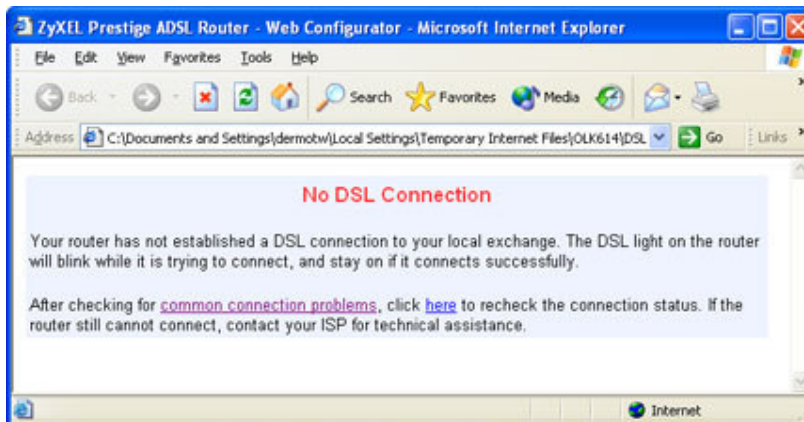 ZyXEL Prestige ADSL Router - Web Configurator - Microsoft Internet Explorer
File Edit View Favorites Tools Help
Back Search Favorites Media
Address C:\Documents and Settings\dermotw\Local Settings\Temporary Internet Files\OLK614\DSL Go Links
No DSL Connection
Your router has not established a DSL connection to your local exchange. The DSL light on the router
will blink while it is trying to connect, and stay on if it connects successfully.
After checking for common connection problems, click here to recheck the connection status. If the
router still cannot connect, contact your ISP for technical assistance.
Internet